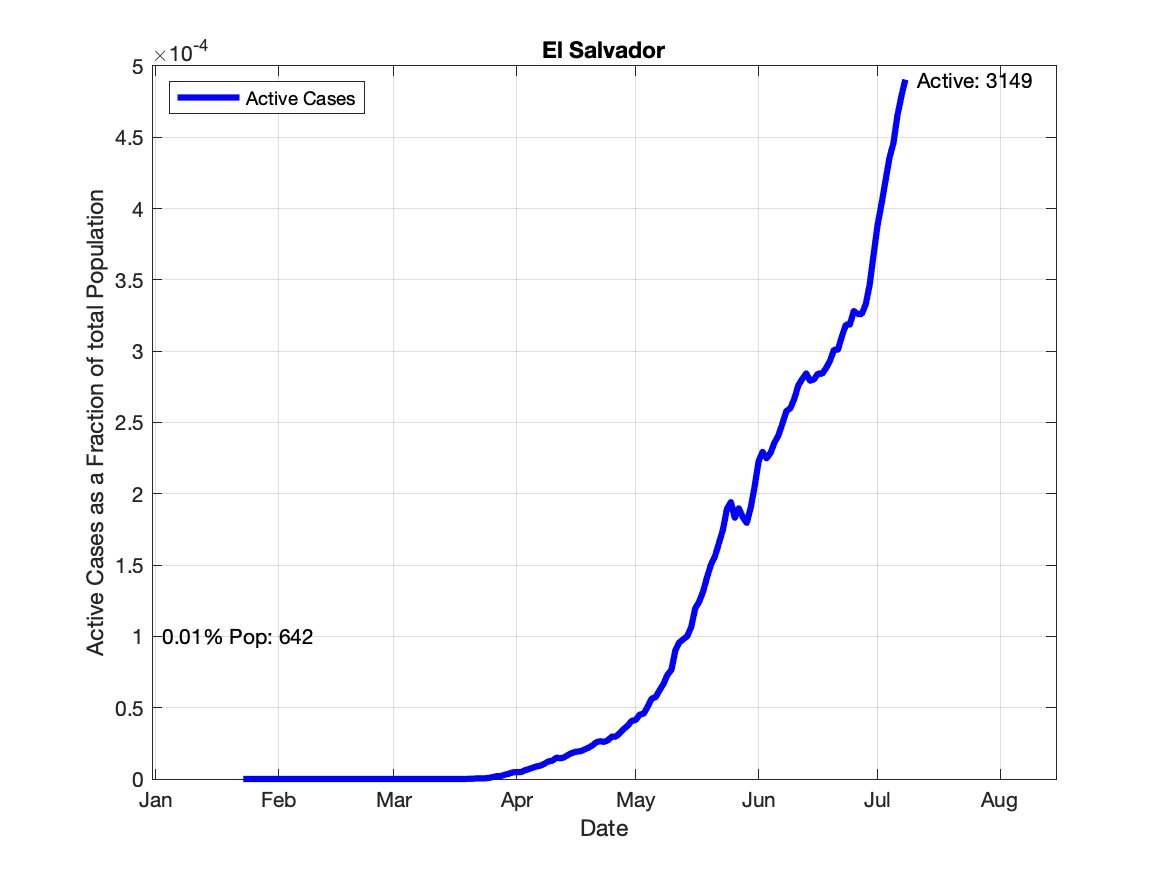 El Salvador
×10-4
5
4.5
4
3.5
3
2.5
2
1.5
1
0.5
0
Active Cases as a Fraction of total Population
Active Cases
Active: 3149
0.01% Pop: 642
Jan Feb Mar Apr May Jun Jul Aug
Date